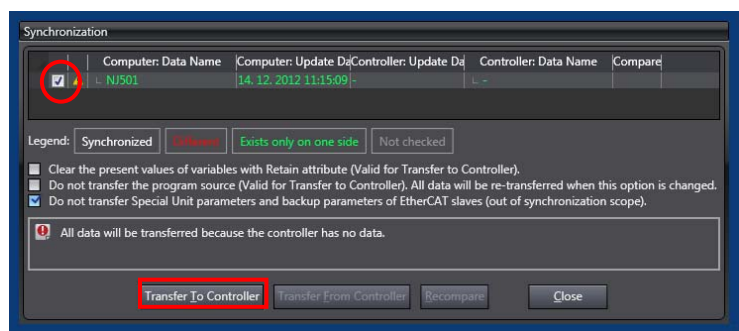 Synchronization
Computer: Data Name Computer: Update Da Controller: Update Da Controller: Data Name Compare
NJ501 14. 12. 2012 11:15:09 - -
Legend: Synchronized Different Exists only on one side Not checked
Clear the present values of variables with Retain attribute (Valid for Transfer to Controller).
Do not transfer the program source (Valid for Transfer to Controller). All data will be re-transferred when this option is changed.
Do not transfer Special Unit parameters and backup parameters of EtherCAT slaves (out of synchronization scope).
All data will be transferred because the controller has no data.
Transfer To Controller Transfer From Controller Recompare Close